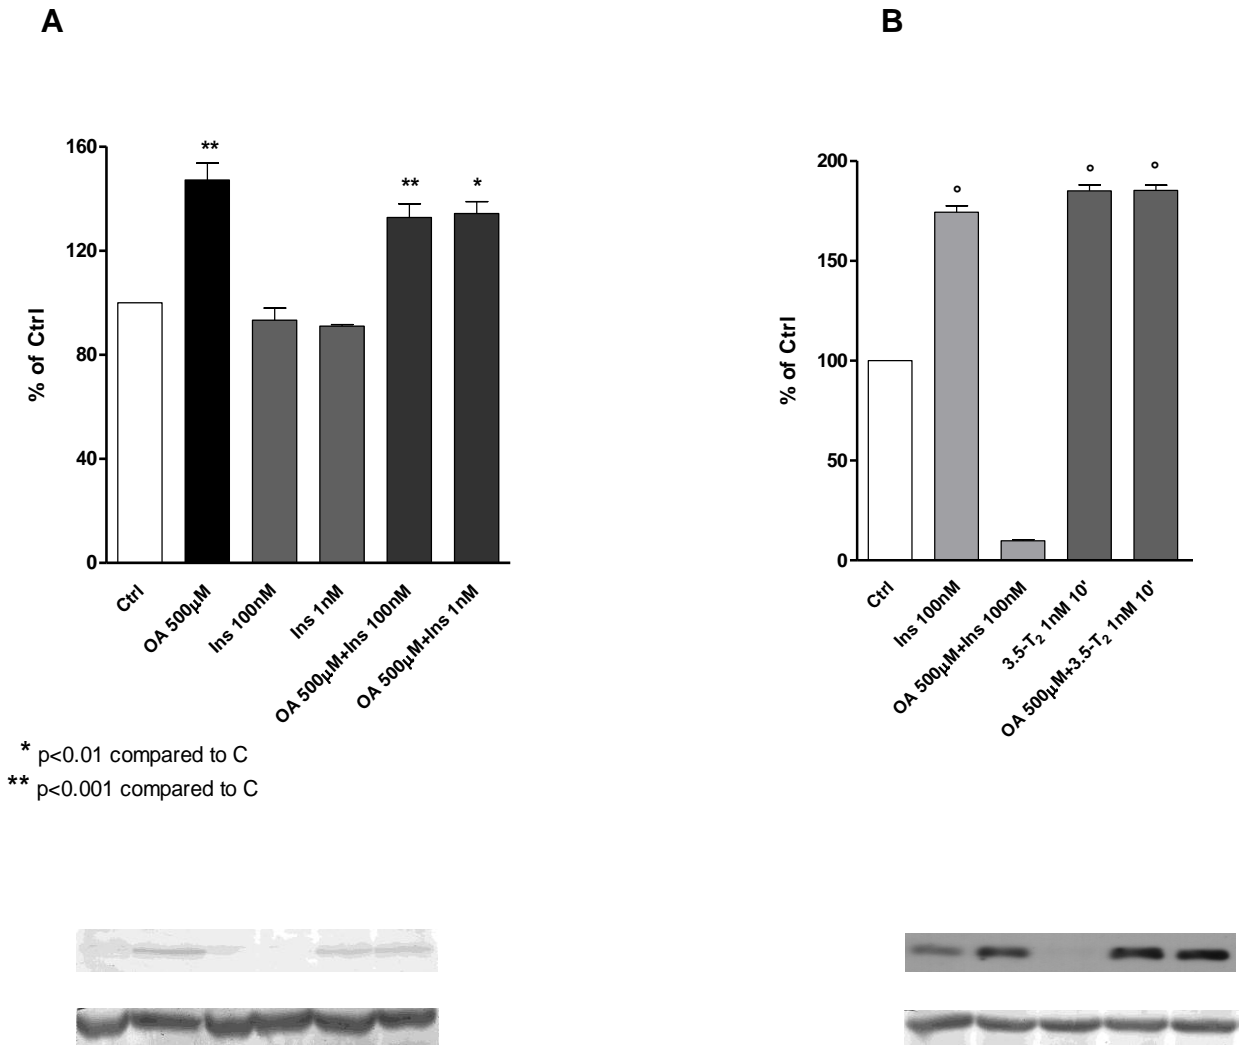 A
B
% of Ctrl
160
120
80
40
0
**
**
*
Ctrl
OA 500μM
Ins 100nM
Ins 1nM
OA 500μM+Ins 100nM
OA 500μM+Ins 1nM
* p<0.01 compared to C
** p<0.001 compared to C
% of Ctrl
200
150
100
50
0
°
°
°
Ctrl
Ins 100nM
OA 500μM+Ins 100nM
3.5-T₂ 1nM 10'
OA 500μM+3.5-T₂ 1nM 10'